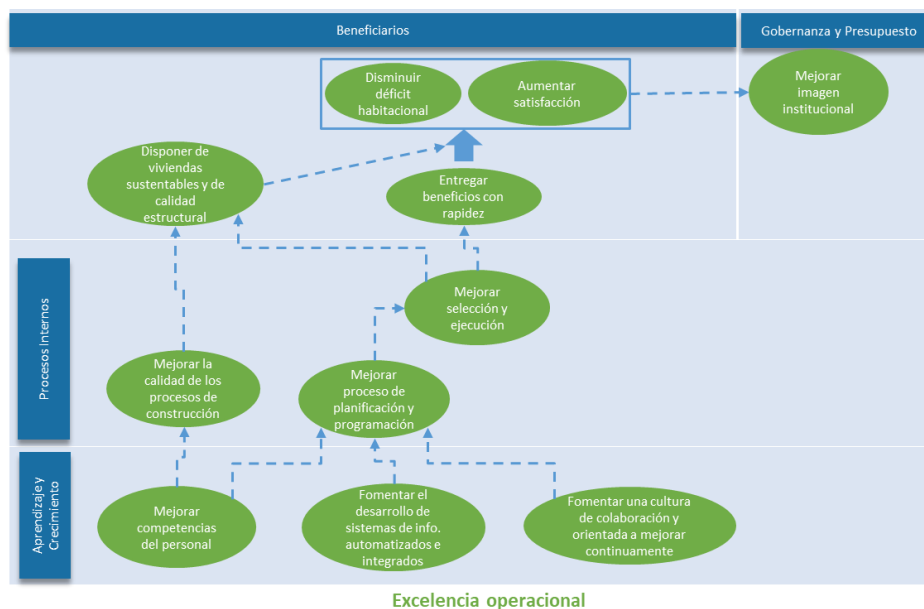 Beneficiarios
Gobernanza y Presupuesto
Disminuir
déficit
habitacional
Aumentar
satisfacción
Mejorar
imagen
institucional
Disponer de
viviendas
sustentables y de
calidad
estructural
Entregar
beneficios con
rapidez
Procesos Internos
Mejorar
selección y
ejecución
Mejorar la
calidad de los
procesos de
construcción
Mejorar
proceso de
planificación y
programación
Aprendizaje y
Crecimiento
Mejorar
competencias
del personal
Fomentar el
desarrollo de
sistemas de info.
automatizados e
integrados
Fomentar una cultura
de colaboración y
orientada a mejorar
continuamente
Excelencia operacional